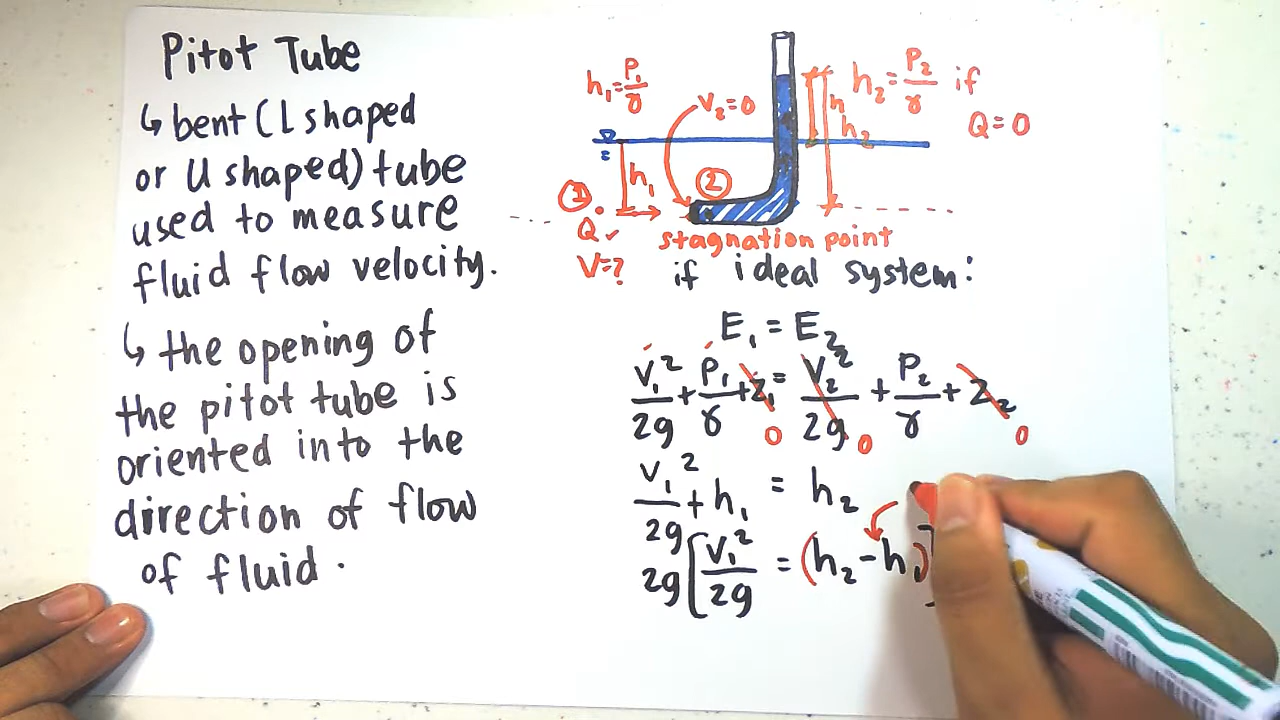 Pitot Tube
↳ bent (L shaped
or U shaped) tube
used to measure
fluid flow velocity.
↳ the opening of
the pitot tube is
oriented into the
direction of flow
of fluid.
h₁=P₁/γ
V₂=0
h
h₂
h₂=P₂/γ if
Q=0
h₁
①
②
Q
V=?
stagnation point
if ideal system:
E₁ = E₂
V₁²/2g + P₁/γ + Z₁ = V₂²/2g + P₂/γ + Z₂
0 0 0
V₁²/2g + h₁ = h₂
2g[V₁²/2g = (h₂-h₁)]